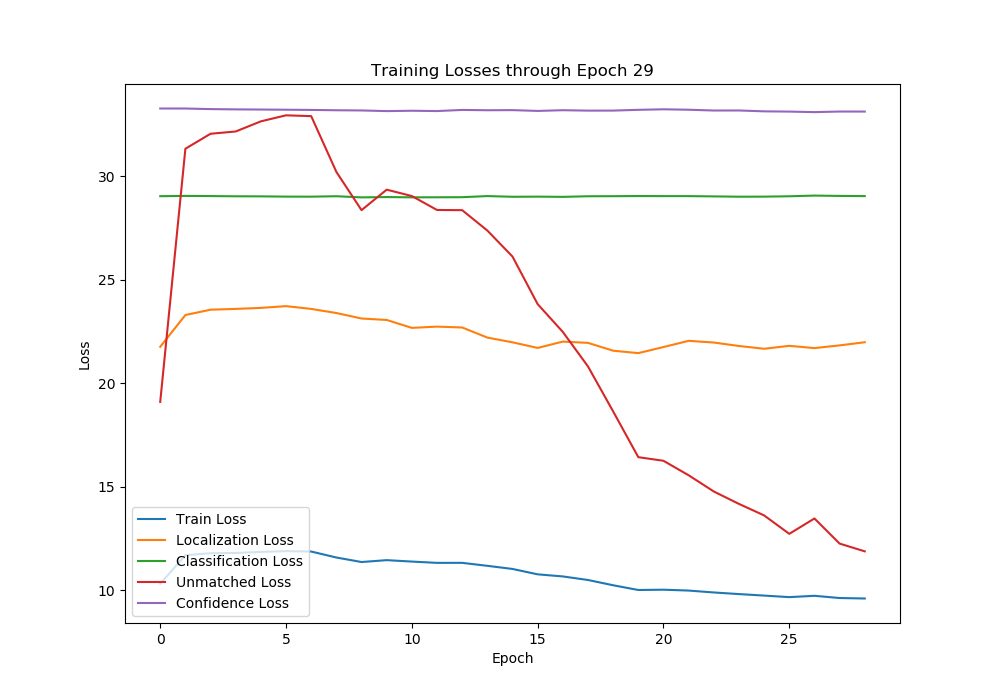 Training Losses through Epoch 29
Loss
30
25
20
15
10
Train Loss
Localization Loss
Classification Loss
Unmatched Loss
Confidence Loss
0 5 10 15 20 25
Epoch